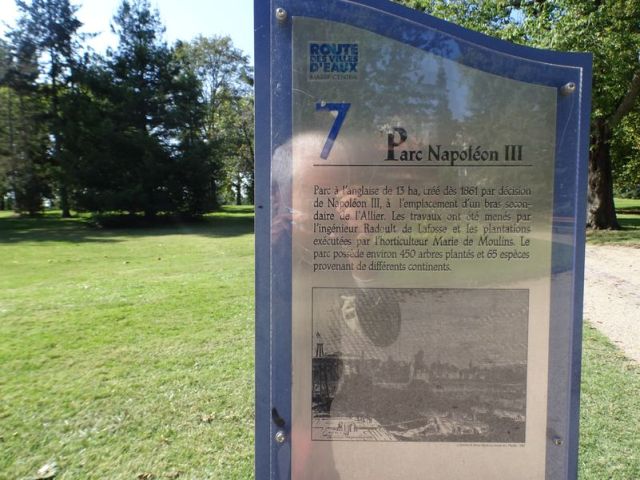 ROUTE
DES VILLES
D'EAUX
MASSIF CENTRAL
7
Parc Napoléon III
Parc à l'anglaise de 13 ha, créé dès 1861 par décision
de Napoléon III, à l'emplacement d'un bras secon-
daire de l'Allier. Les travaux ont été menés par
l'ingénieur Radoult de Lafosse et les plantations
exécutées par l'horticulteur Marie de Moulins. Le
parc possède environ 450 arbres plantés et 65 espèces
provenant de différents continents.